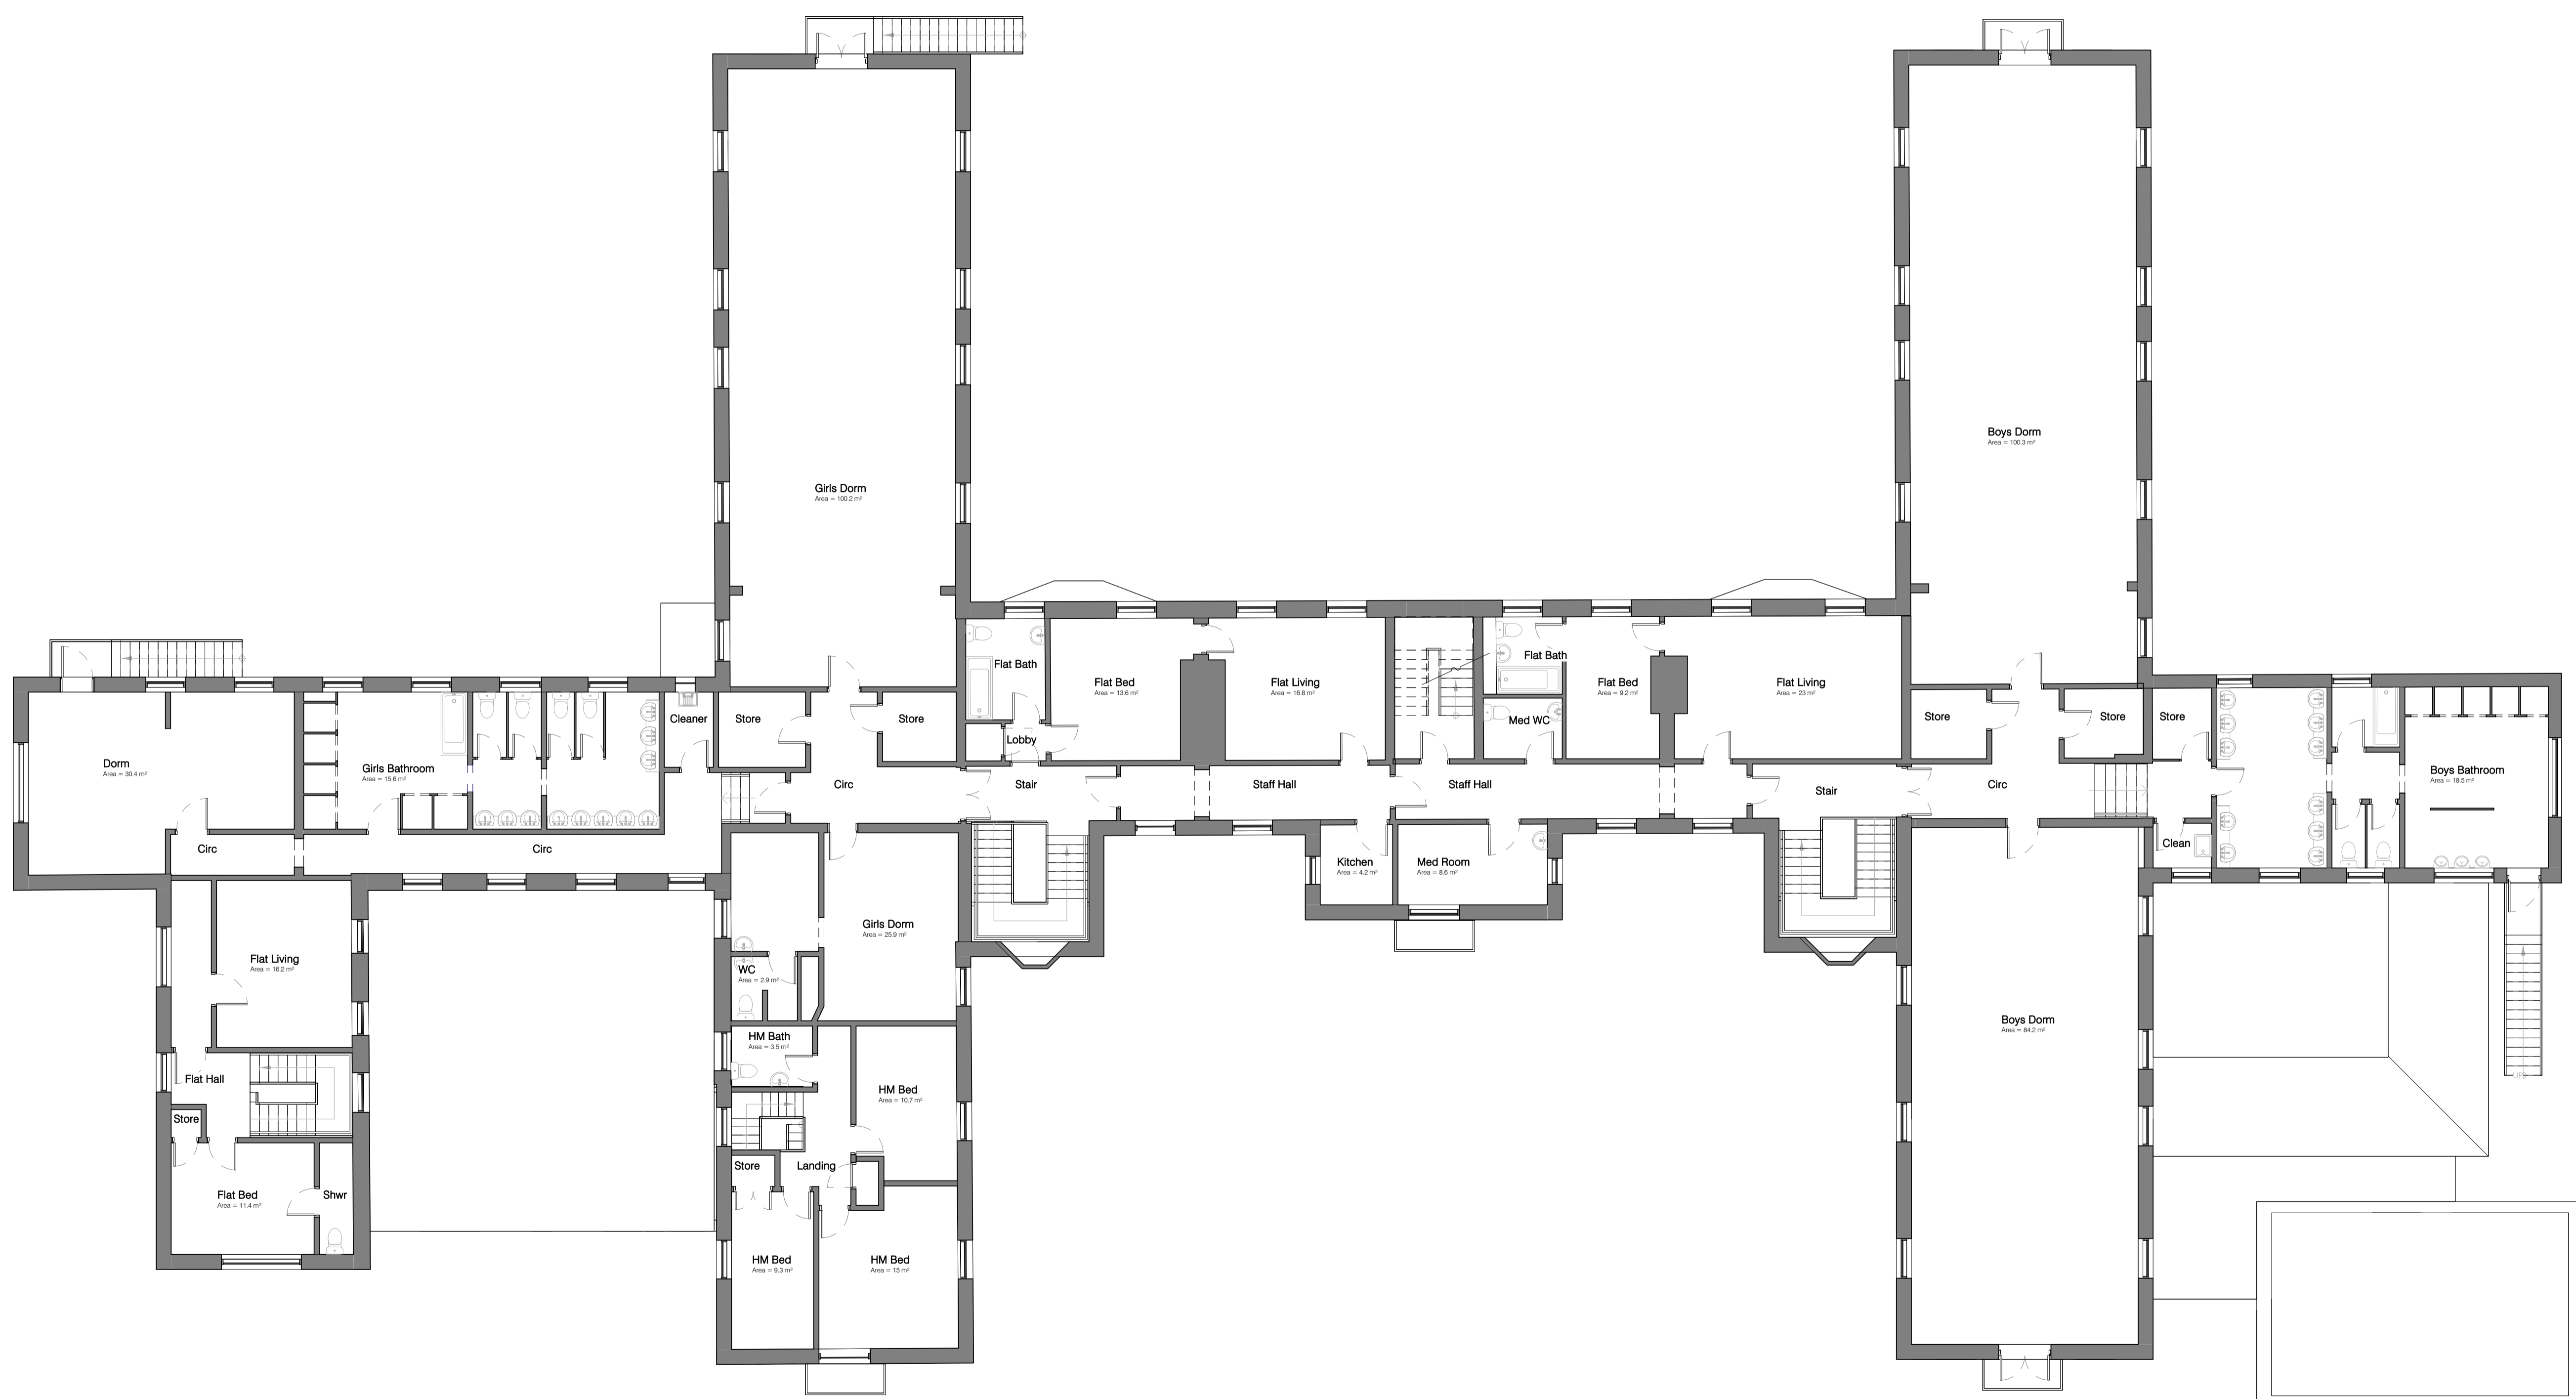 Boys Dorm
Area = 100.3 m²
Girls Dorm
Area = 100.2 m²
Flat Bath
Flat Bed
Area = 13.6 m²
Flat Living
Area = 16.8 m²
Flat Bath
Flat Bed
Area = 9.2 m²
Flat Living
Area = 23 m²
Cleaner
Store
Store
Lobby
Med WC
Store
Store
Store
Dorm
Area = 30.4 m²
Girls Bathroom
Area = 15.6 m²
Boys Bathroom
Area = 18.5 m²
Circ
Stair
Staff Hall
Staff Hall
Stair
Circ
Circ
Circ
Clean
Kitchen
Area = 4.2 m²
Med Room
Area = 8.6 m²
Girls Dorm
Area = 25.9 m²
Flat Living
Area = 16.2 m²
WC
Area = 2.9 m²
Boys Dorm
Area = 84.2 m²
HM Bath
Area = 3.5 m²
Flat Hall
HM Bed
Area = 10.7 m²
Store
Store
Landing
Flat Bed
Area = 11.4 m²
Shwr
HM Bed
Area = 9.3 m²
HM Bed
Area = 15 m²